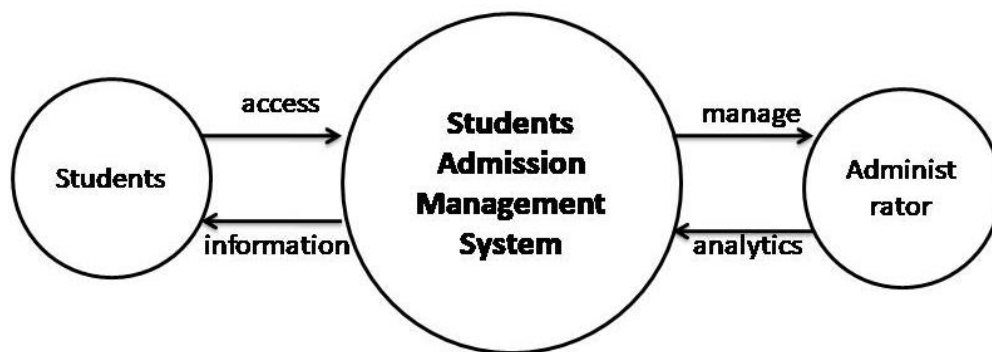 Students
access
information
Students
Admission
Management
System
manage
analytics
Administ
rator